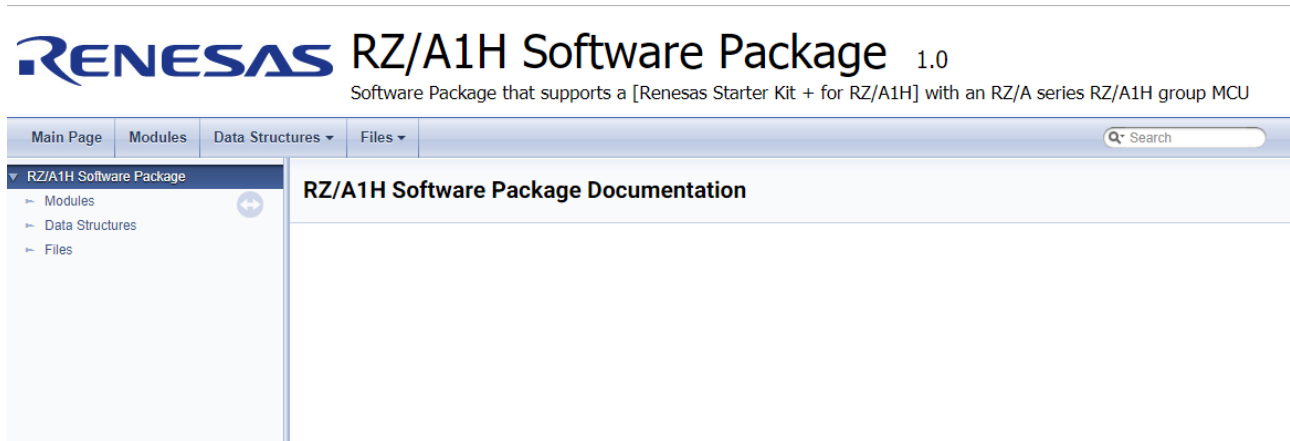 RENESAS RZ/A1H Software Package 1.0
Software Package that supports a [Renesas Starter Kit + for RZ/A1H] with an RZ/A series RZ/A1H group MCU
Main Page Modules Data Structures Files Search
RZ/A1H Software Package
Modules
Data Structures
Files
RZ/A1H Software Package Documentation